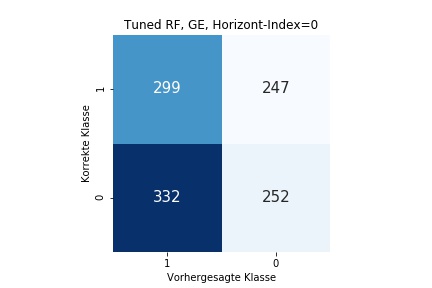 Tuned RF, GE, Horizont-Index=0
Korrekte Klasse
1
299
247
0
332
252
1
0
Vorhergesagte Klasse